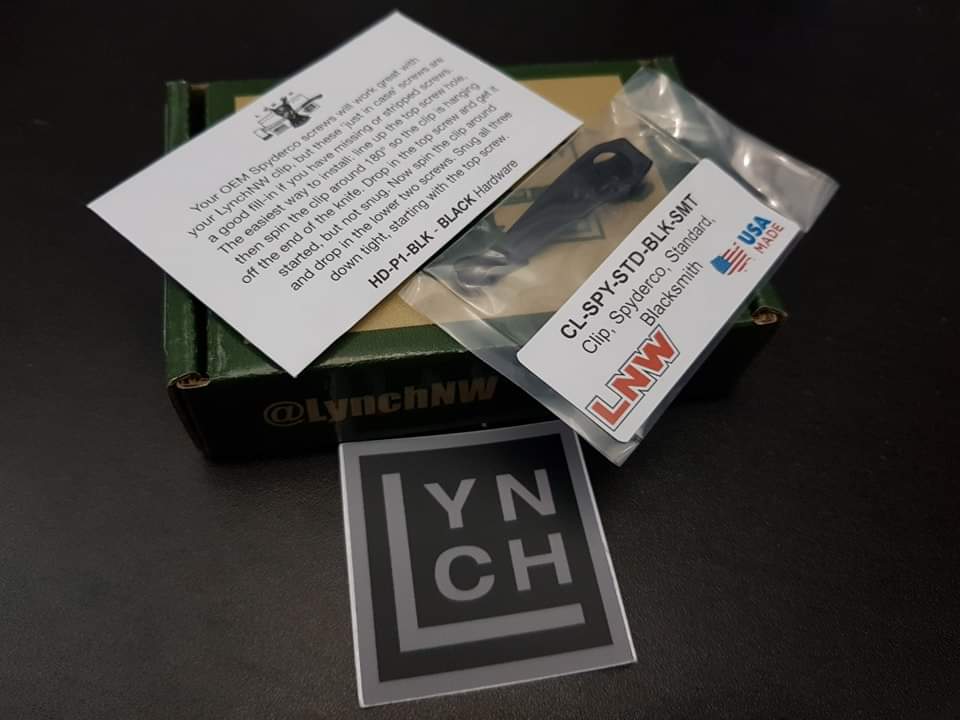 Your OEM Spyderco screws will work great with
your LynchNW clip, but these "just in case" screws are
a good fill-in if you have missing or stripped screws.
The easiest way to install: line up the top screw hole,
then spin the clip around 180° so the clip is hanging
off the end of the knife. Drop in the top screw and get it
started, but not snug. Now spin the clip around
and drop in the lower two screws. Snug all three
down tight, starting with the top screw.
HD-P1-BLK - BLACK Hardware
CL-SPY-STD-BLK-SMT
Clip, Spyderco, Standard,
Blacksmith
LNW
USA
MADE
@LynchNW
LYN
CH